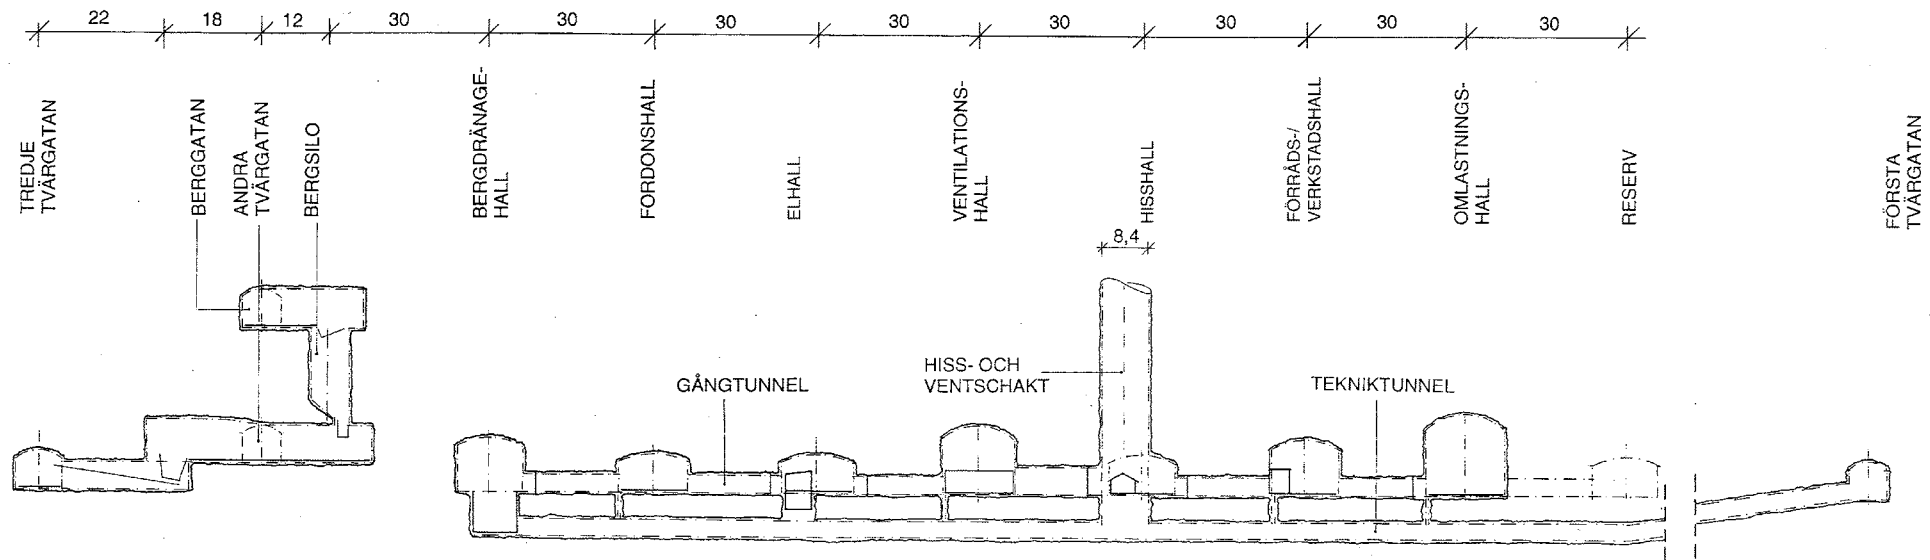 22
18
12
30
30
30
30
30
30
30
30
TREDJE
TVÄRGATAN
BERGGATAN
ANDRA
TVÄRGATAN
BERGSILO
BERGDRÄNAGE-
HALL
FORDONSHALL
ELHALL
VENTILATIONS-
HALL
HISSHALL
FÖRRÅDS-/
VERKSTADSHALL
OMLASTNINGS-
HALL
RESERV
FÖRSTA
TVÄRGATAN
8,4
GÅNGTUNNEL
HISS- OCH
VENTSCHAKT
TEKNIKTUNNEL